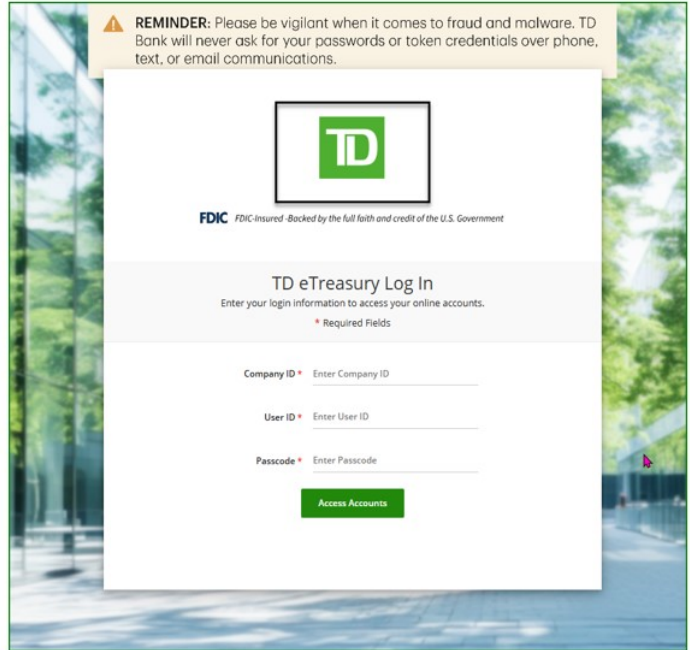 REMINDER: Please be vigilant when it comes to fraud and malware. TD
Bank will never ask for your passwords or token credentials over phone,
text, or email communications.
TD
FDIC FDIC-Insured -Backed by the full faith and credit of the U.S. Government
TD eTreasury Log In
Enter your login information to access your online accounts.
* Required Fields
Company ID * Enter Company ID
User ID * Enter User ID
Passcode * Enter Passcode
Access Accounts